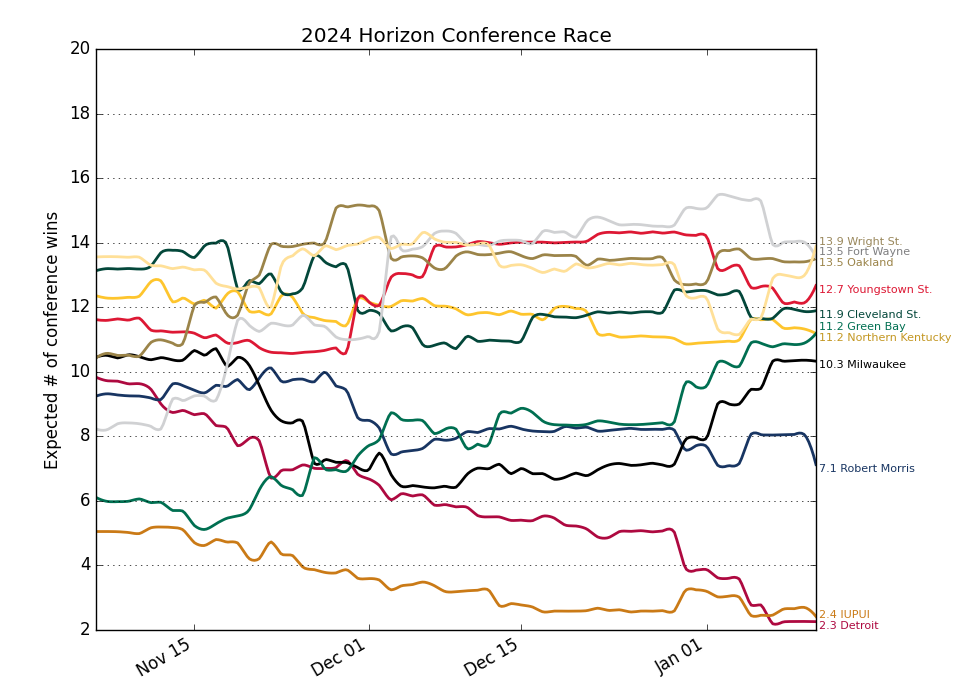 2024 Horizon Conference Race
Expected # of conference wins
20
18
16
14
12
10
8
6
4
2
Nov 15
Dec 01
Dec 15
Jan 01
13.9 Wright St.
13.5 Fort Wayne
13.5 Oakland
12.7 Youngstown St.
11.9 Cleveland St.
11.2 Green Bay
11.2 Northern Kentucky
10.3 Milwaukee
7.1 Robert Morris
2.4 IUPUI
2.3 Detroit